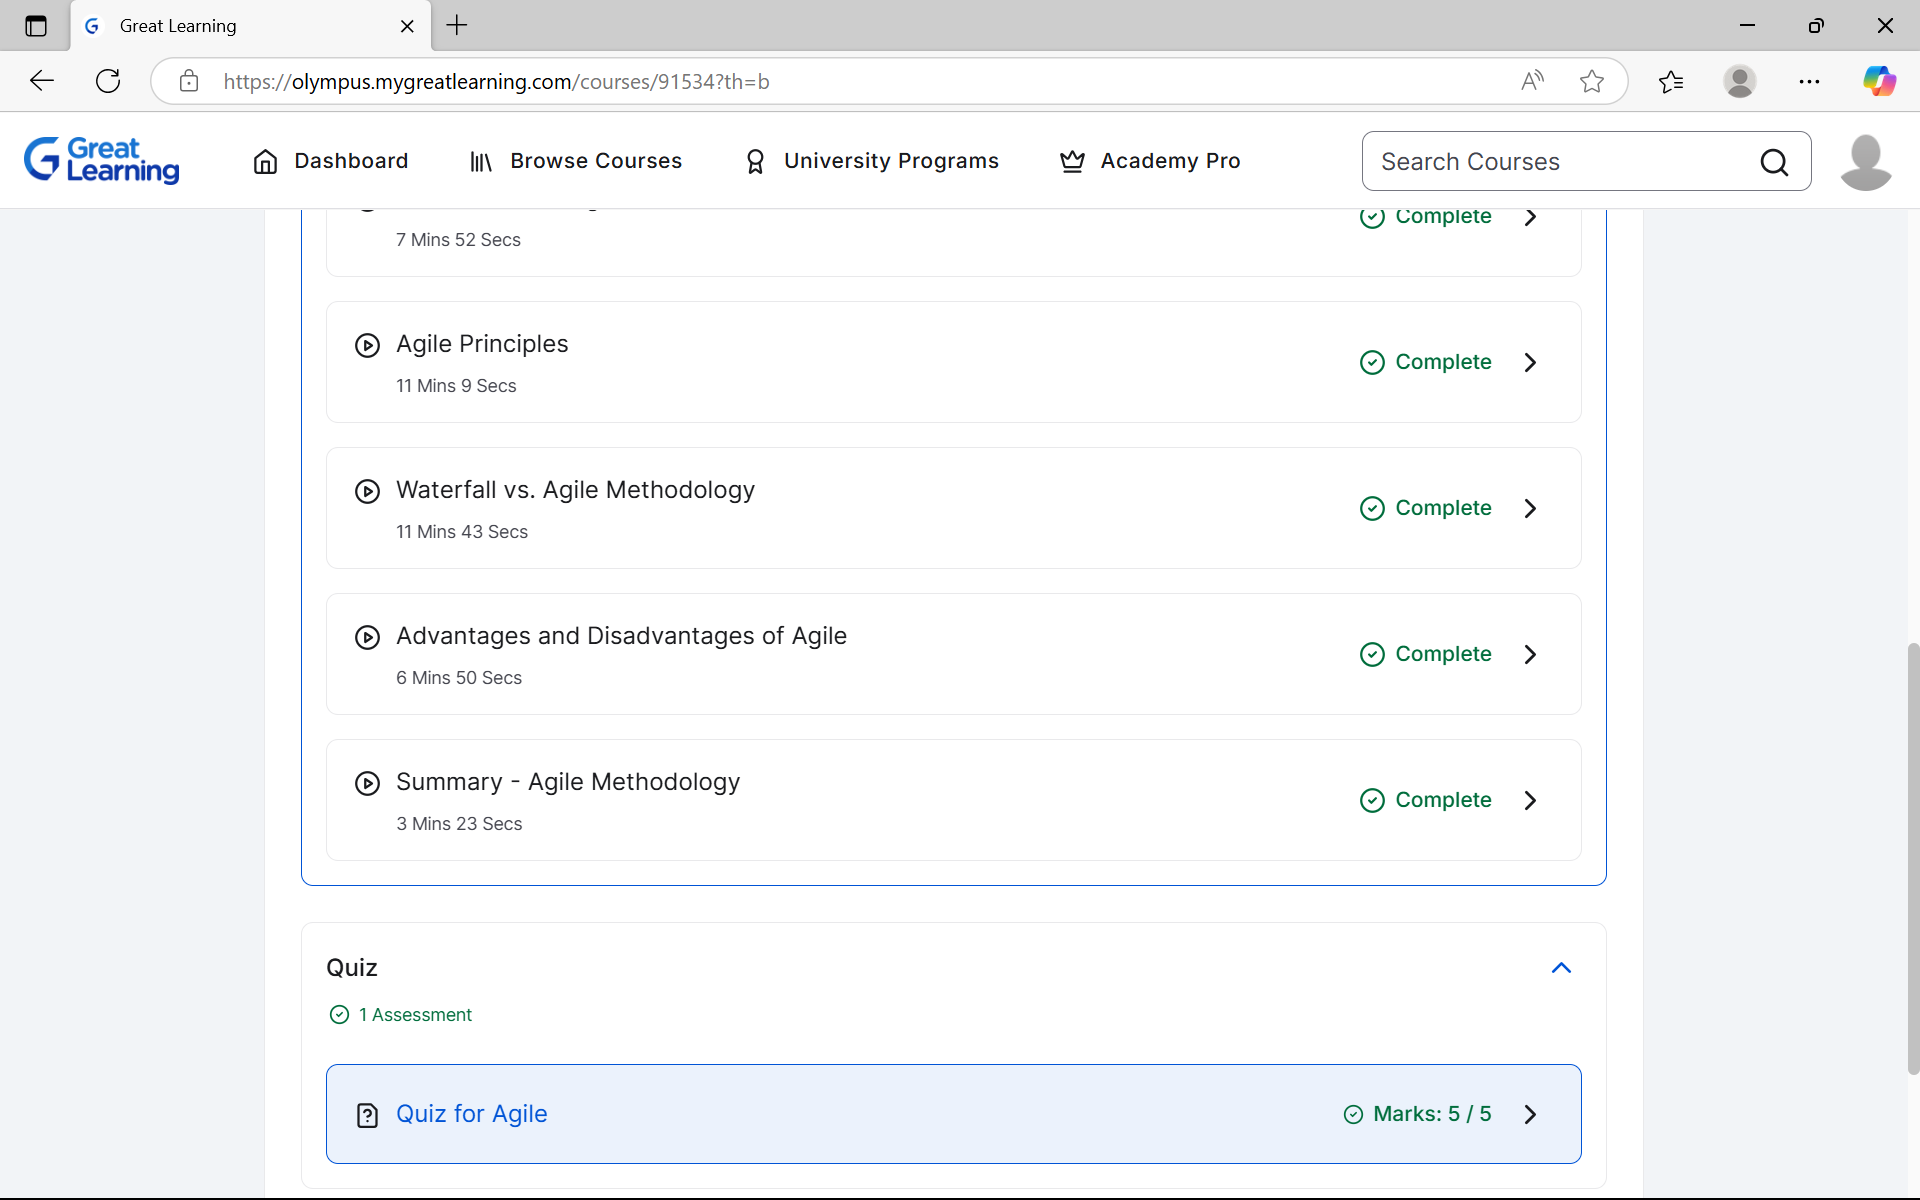 Great Learning
https://olympus.mygreatlearning.com/courses/91534?th=b
Great Learning
Dashboard
Browse Courses
University Programs
Academy Pro
Search Courses
7 Mins 52 Secs
Complete
Agile Principles
11 Mins 9 Secs
Complete
Waterfall vs. Agile Methodology
11 Mins 43 Secs
Complete
Advantages and Disadvantages of Agile
6 Mins 50 Secs
Complete
Summary - Agile Methodology
3 Mins 23 Secs
Complete
Quiz
1 Assessment
Quiz for Agile
Marks: 5 / 5